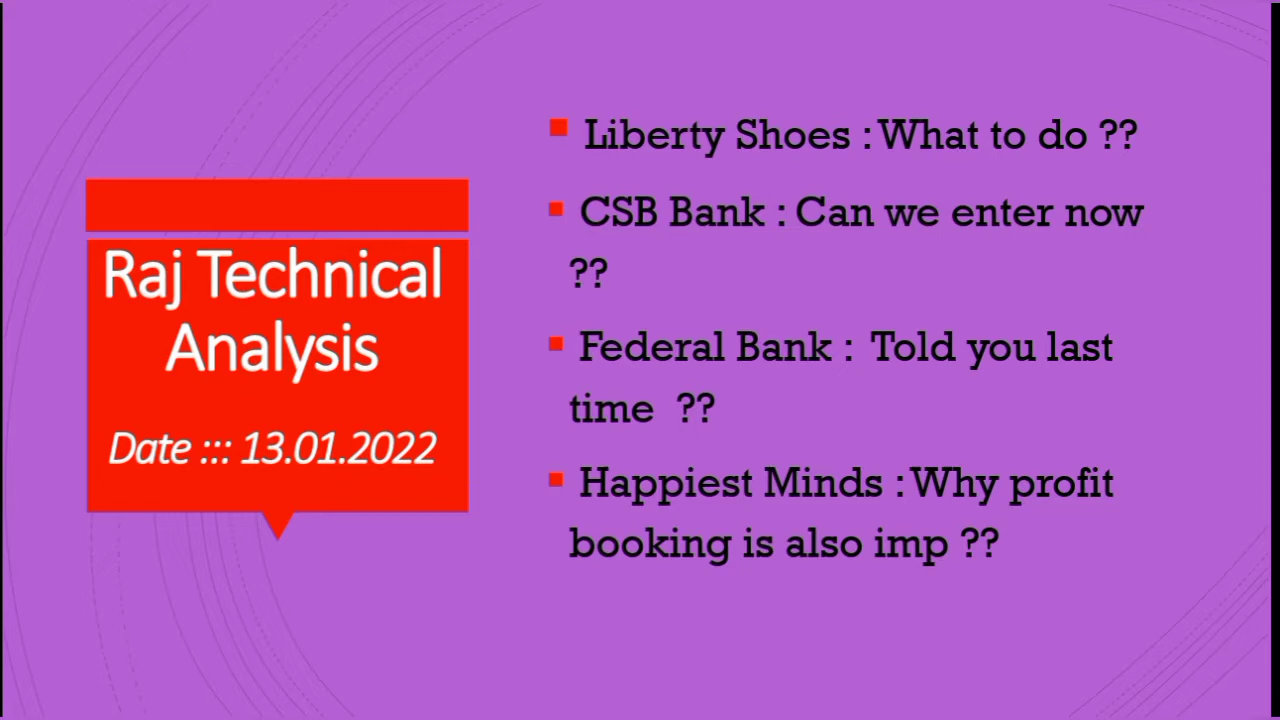 Raj Technical
Analysis
Date ::: 13.01.2022
Liberty Shoes : What to do ??
CSB Bank : Can we enter now
??
Federal Bank : Told you last
time ??
Happiest Minds : Why profit
booking is also imp ??